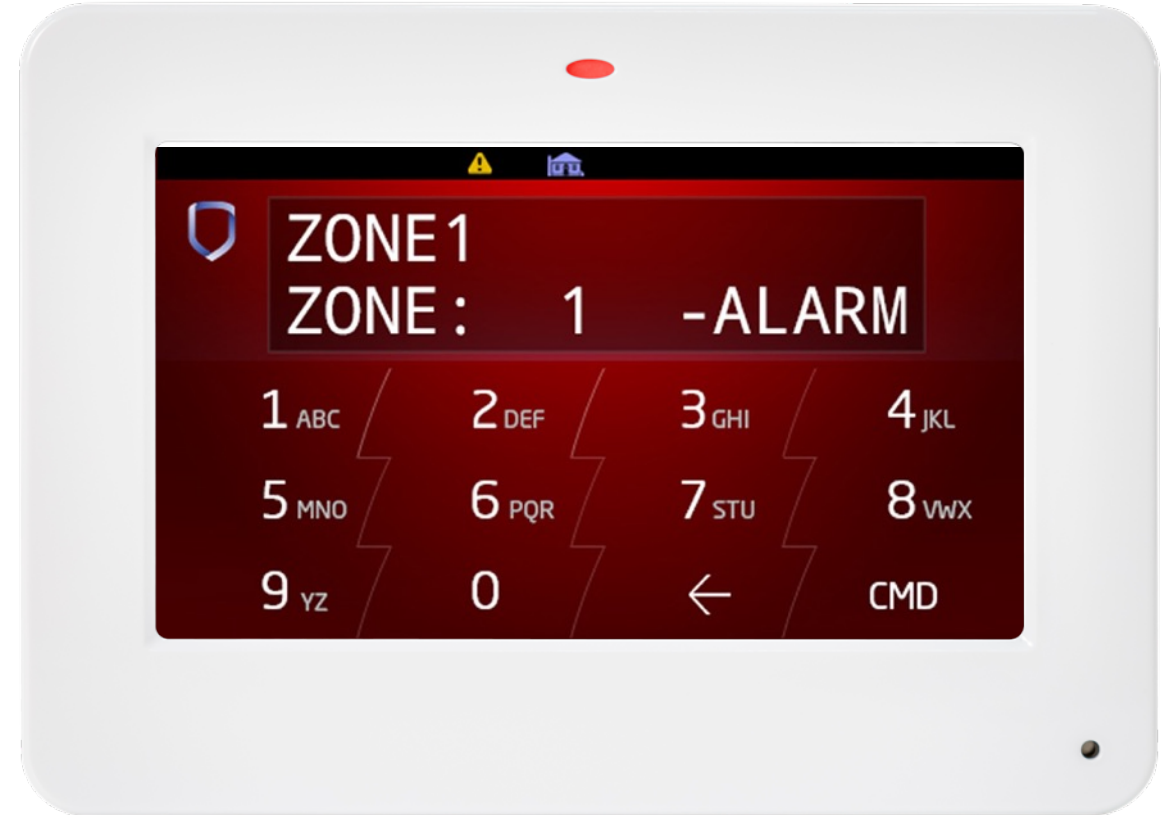 ZONE1
ZONE: 1 -ALARM
1 ABC 2 DEF 3 GHI 4 JKL
5 MNO 6 PQR 7 STU 8 VWX
9 YZ 0 CMD